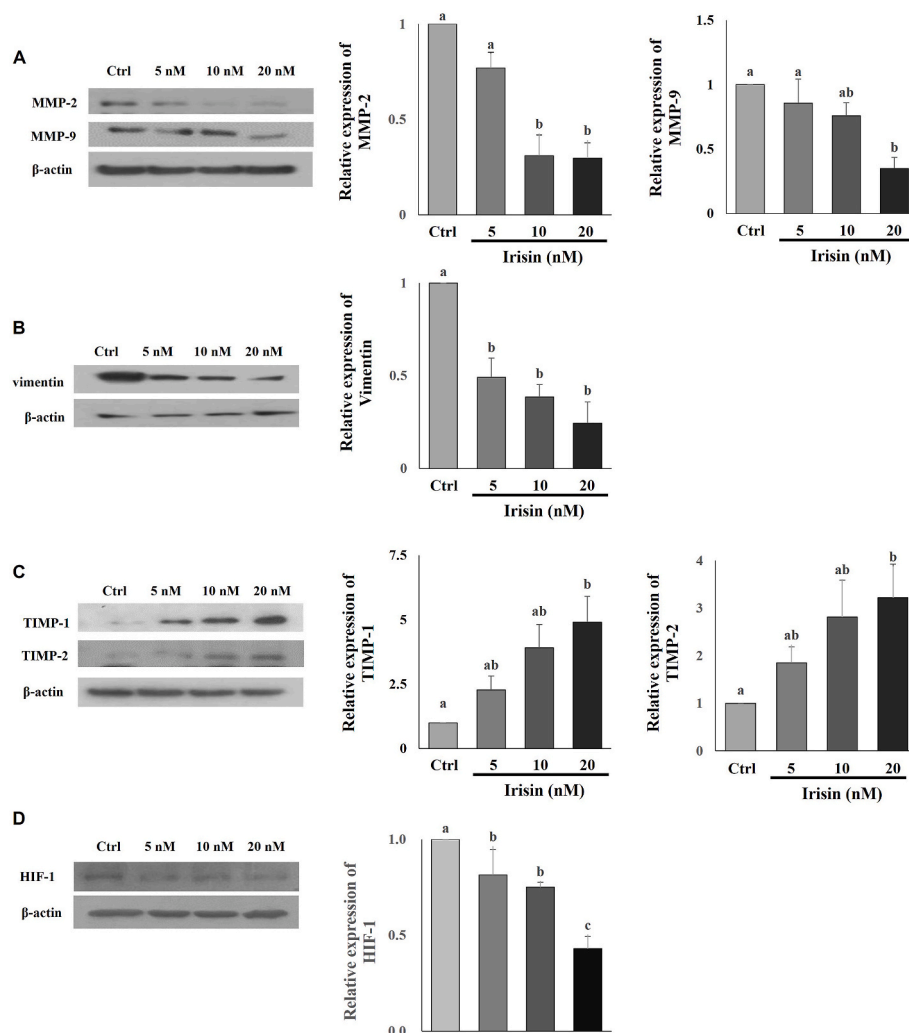 A
Ctrl 5 nM 10 nM 20 nM
MMP-2
MMP-9
β-actin
Relative expression of
MMP-2
1
0.5
0
a a b b
Ctrl 5 10 20
Irisin (nM)
Relative expression of
MMP-9
1.5
1
0.5
0
a a ab b
Ctrl 5 10 20
Irisin (nM)
B
Ctrl 5 nM 10 nM 20 nM
vimentin
β-actin
Relative expression of
Vimentin
1
0.5
0
a b b b
Ctrl 5 10 20
Irisin (nM)
C
Ctrl 5 nM 10 nM 20 nM
TIMP-1
TIMP-2
β-actin
Relative expression of
TIMP-1
7.5
5
2.5
0
a ab ab b
Ctrl 5 10 20
Irisin (nM)
Relative expression of
TIMP-2
4
3
2
1
0
a ab ab b
Ctrl 5 10 20
Irisin (nM)
D
Ctrl 5 nM 10 nM 20 nM
HIF-1
β-actin
Relative expression of
HIF-1
1.0
0.5
0.0
a b b c